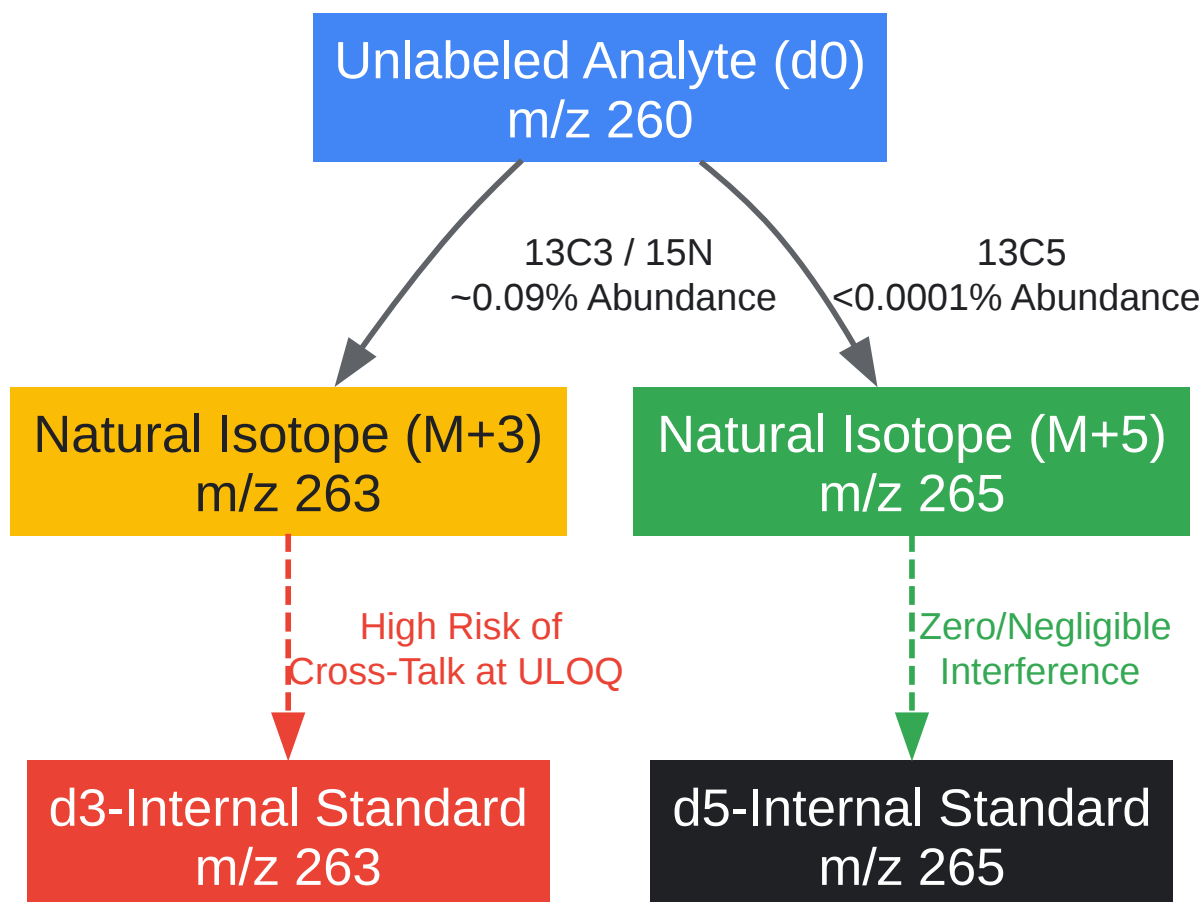 Unlabeled Analyte (d0)
m/z 260
13C3 / 15N
~0.09% Abundance
13C5
<0.0001% Abundance
Natural Isotope (M+3)
m/z 263
Natural Isotope (M+5)
m/z 265
High Risk of
Cross-Talk at ULOQ
Zero/Negligible
Interference
d3-Internal Standard
m/z 263
d5-Internal Standard
m/z 265